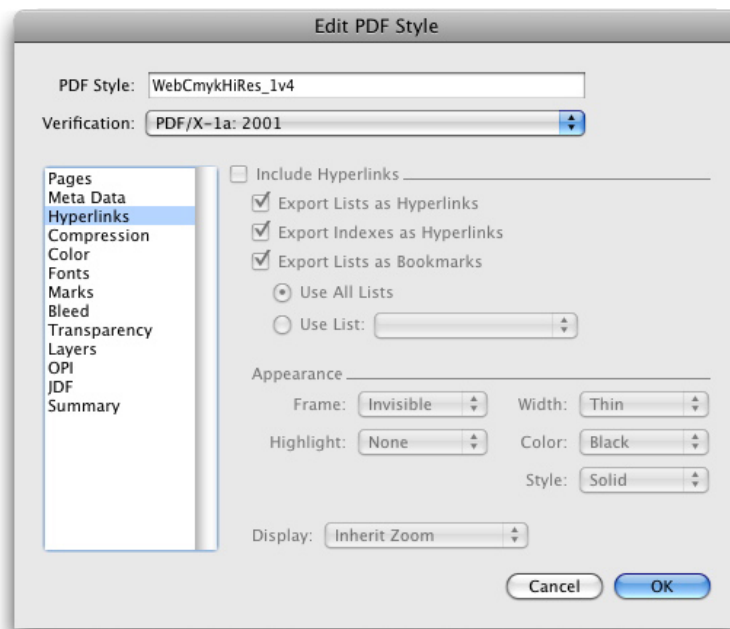 Edit PDF Style
PDF Style: WebCmykHiRes_1v4
Verification: PDF/X-1a: 2001
Pages
Meta Data
Hyperlinks
Compression
Color
Fonts
Marks
Bleed
Transparency
Layers
OPI
JDF
Summary
Include Hyperlinks
Export Lists as Hyperlinks
Export Indexes as Hyperlinks
Export Lists as Bookmarks
Use All Lists
Use List:
Appearance
Frame: Invisible Width: Thin
Highlight: None Color: Black
Style: Solid
Display: Inherit Zoom
Cancel OK